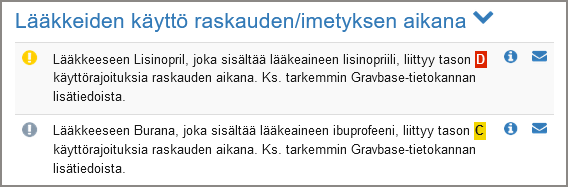 Lääkkeiden käyttö raskauden/imetyksen aikana
Lääkkeeseen Lisinopril, joka sisältää lääkeaineen lisinopriili, liittyy tason D
käyttörajoituksia raskauden aikana. Ks. tarkemmin Gravbase-tietokannan
lisätiedoista.
Lääkkeeseen Burana, joka sisältää lääkeaineen ibuprofeeni, liittyy tason C
käyttörajoituksia raskauden aikana. Ks. tarkemmin Gravbase-tietokannan
lisätiedoista.